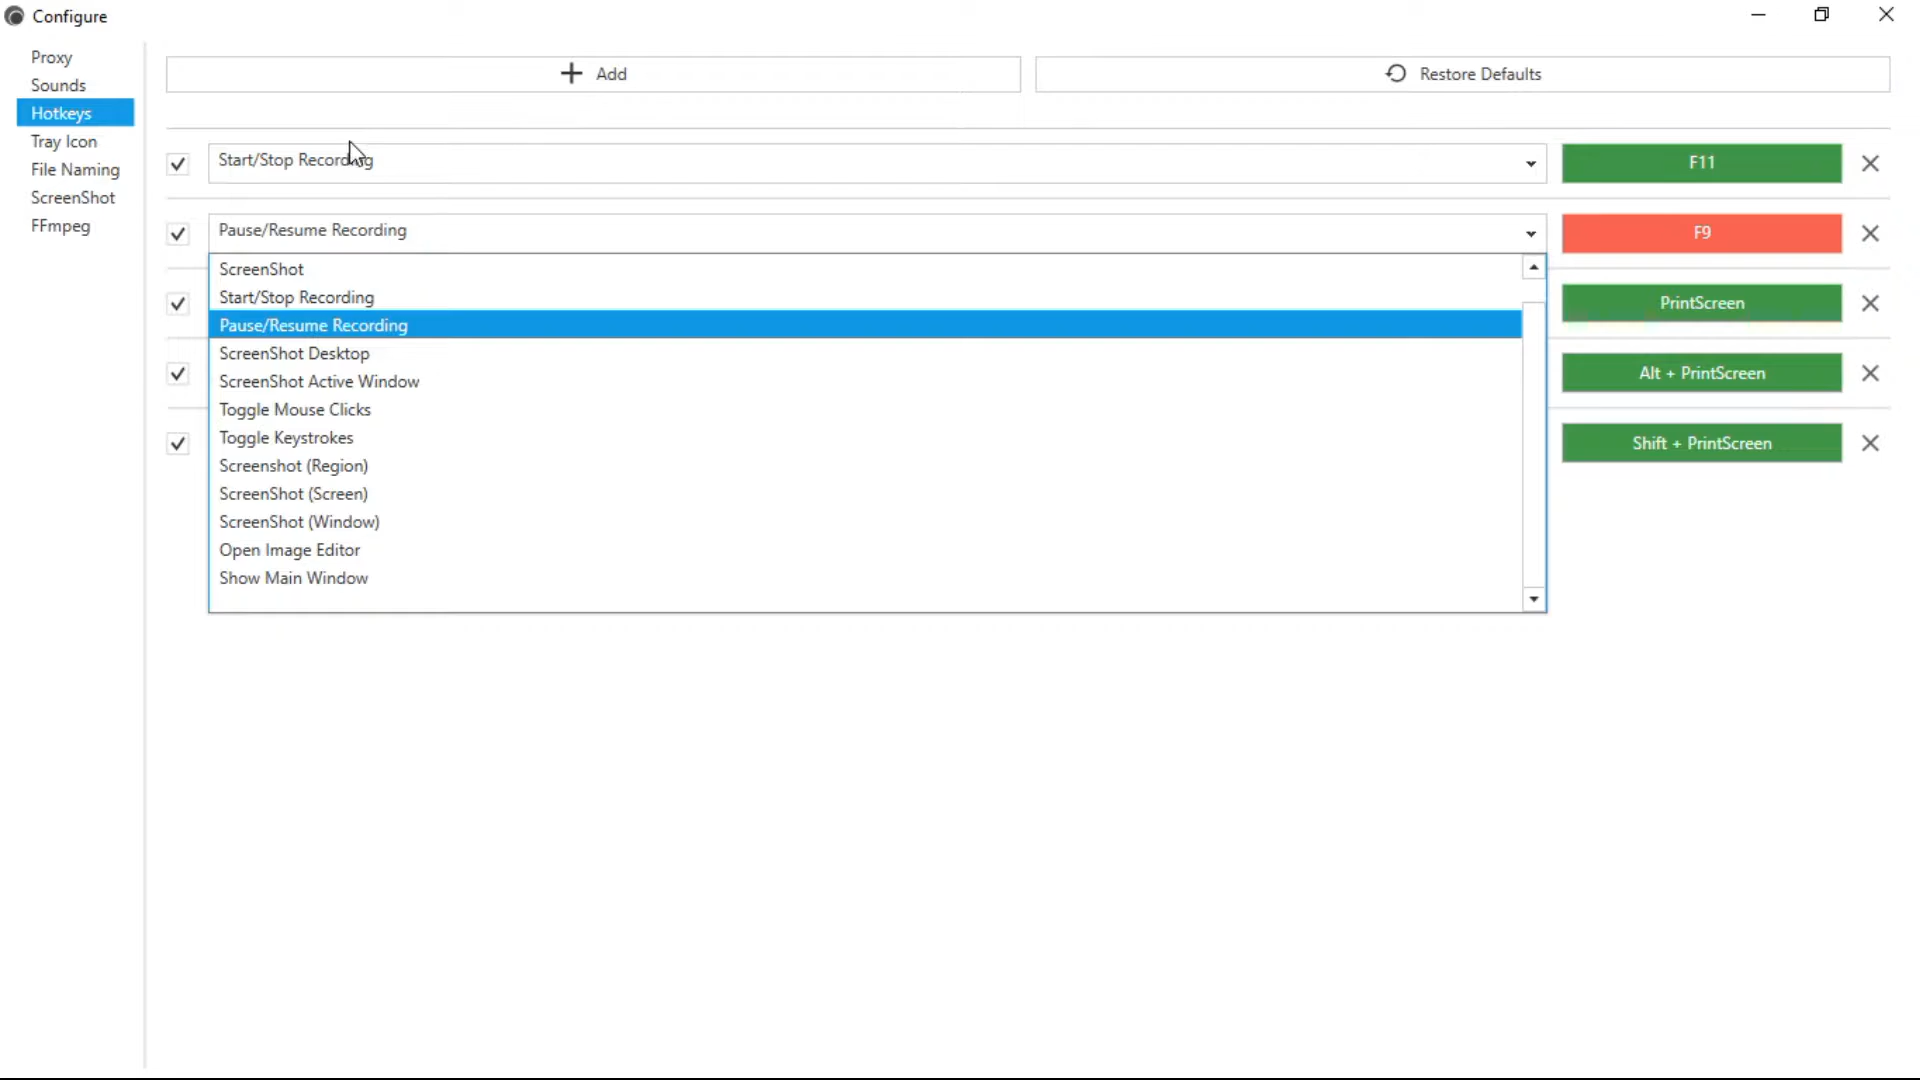 Configure
Proxy
Sounds
Hotkeys
Tray Icon
File Naming
ScreenShot
FFmpeg
Add
Restore Defaults
Start/Stop Recording
F11
Pause/Resume Recording
F9
ScreenShot
Start/Stop Recording
Pause/Resume Recording
ScreenShot Desktop
ScreenShot Active Window
Toggle Mouse Clicks
Toggle Keystrokes
Screenshot (Region)
ScreenShot (Screen)
ScreenShot (Window)
Open Image Editor
Show Main Window
PrintScreen
Alt + PrintScreen
Shift + PrintScreen